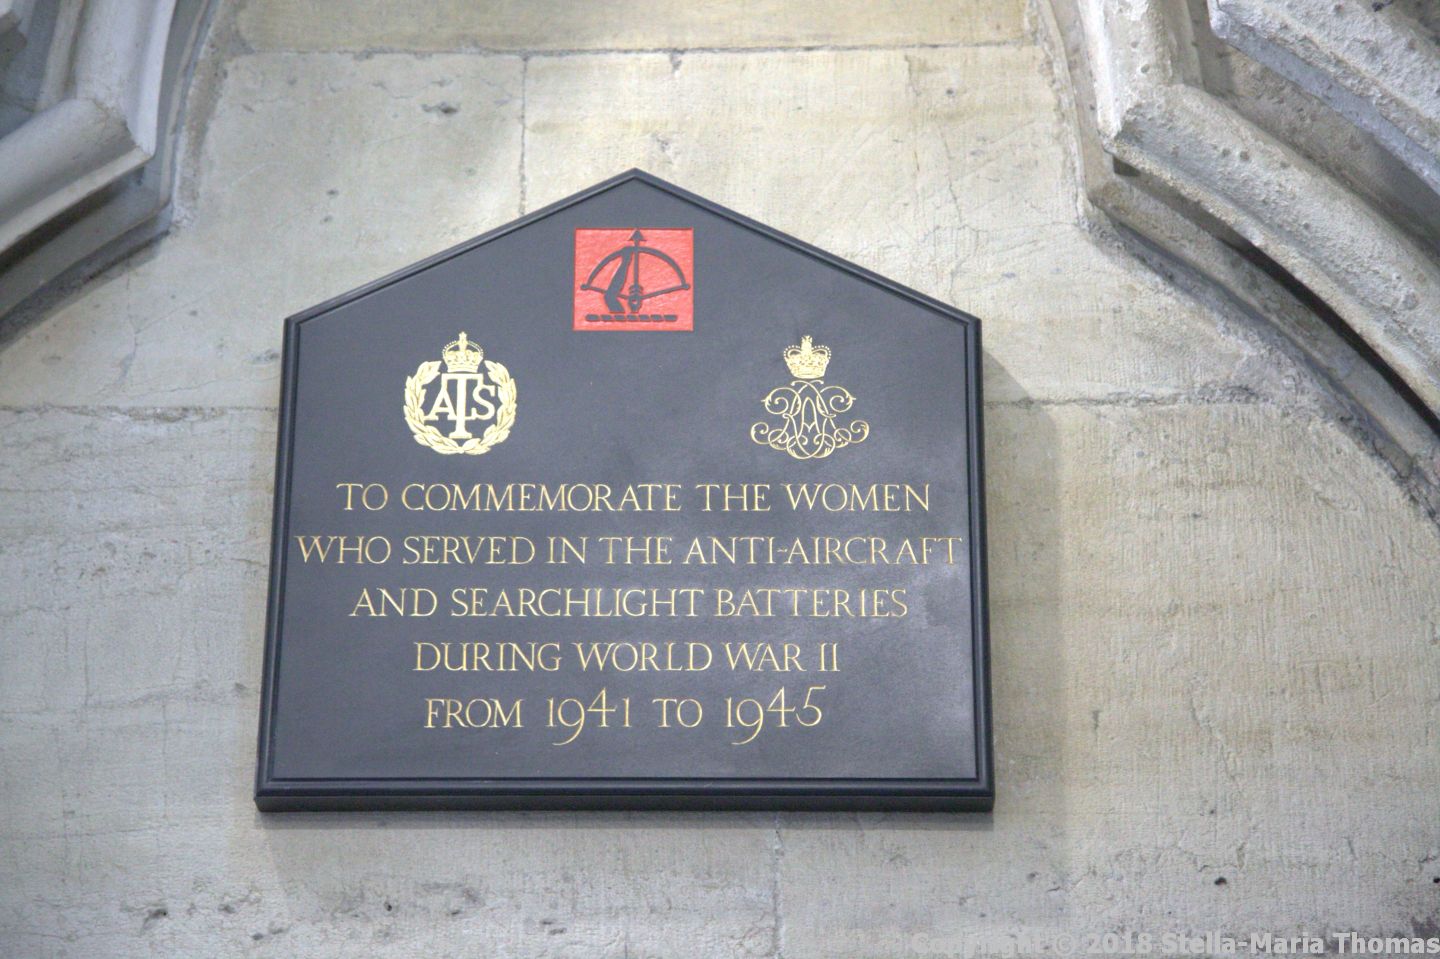 ATS
TO COMMEMORATE THE WOMEN
WHO SERVED IN THE ANTI-AIRCRAFT
AND SEARCHLIGHT BATTERIES
DURING WORLD WAR II
FROM 1941 TO 1945
Copyright © 2018 Stella-Maria Thomas